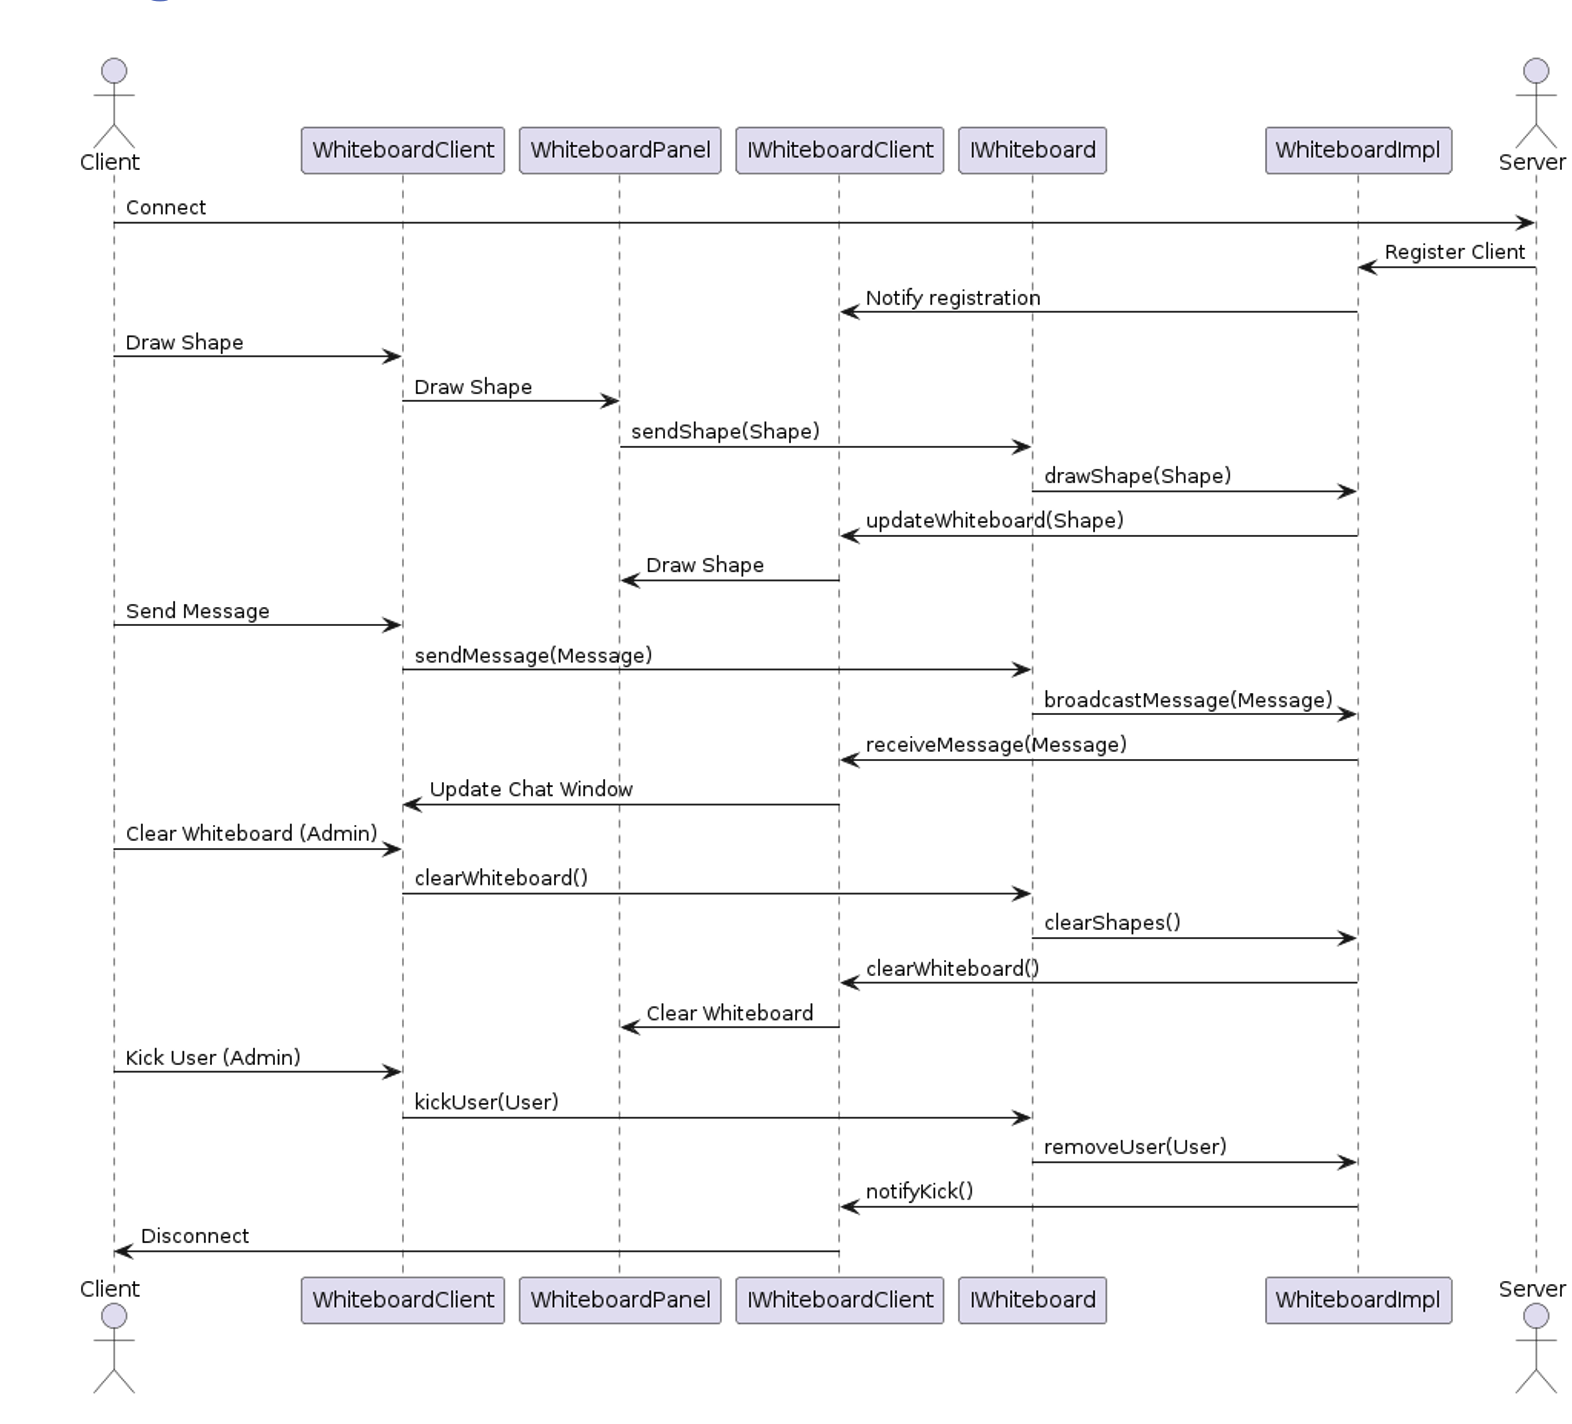 Client
WhiteboardClient
WhiteboardPanel
IWhiteboardClient
IWhiteboard
WhiteboardImpl
Server
Connect
Register Client
Notify registration
Draw Shape
Draw Shape
sendShape(Shape)
drawShape(Shape)
updateWhiteboard(Shape)
Draw Shape
Send Message
sendMessage(Message)
broadcastMessage(Message)
receiveMessage(Message)
Update Chat Window
Clear Whiteboard (Admin)
clearWhiteboard()
clearShapes()
clearWhiteboard()
Clear Whiteboard
Kick User (Admin)
kickUser(User)
removeUser(User)
notifyKick()
Disconnect
Client
WhiteboardClient
WhiteboardPanel
IWhiteboardClient
IWhiteboard
WhiteboardImpl
Server